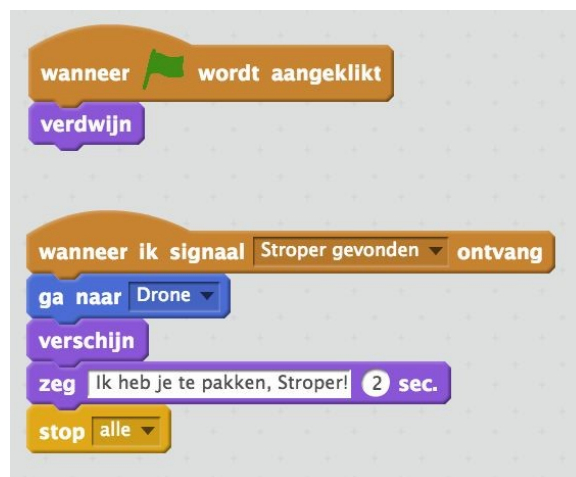 wanneer wordt aangeklikt
verdwijn
wanneer ik signaal Stroper gevonden ontvang
ga naar Drone
verschijn
zeg Ik heb je te pakken, Stroper! 2 sec.
stop alle